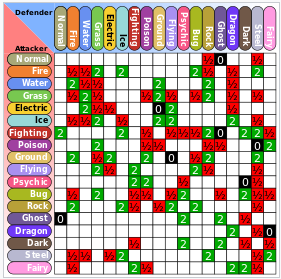 Defender
Attacker
Normal Fire Water Grass Electric Ice Fighting Poison Ground Flying Psychic Bug Rock Ghost Dragon Dark Steel Fairy
Normal ½ 0 ½
Fire ½ ½ 2 2 2 ½ ½ 2
Water 2 ½ ½ 2 2 ½
Grass ½ 2 ½ ½ 2 ½ ½ 2 ½ ½
Electric 2 ½ ½ 0 2 ½
Ice ½ ½ 2 ½ 2 2 2 ½
Fighting 2 2 ½ ½ ½ ½ 2 0 2 2 ½
Poison 2 ½ ½ ½ ½ 0 2
Ground 2 ½ 2 2 0 ½ 2 2
Flying ½ 2 ½ 2 2 ½ ½
Psychic 2 2 ½ 0 ½
Bug ½ 2 ½ ½ ½ 2 ½ 2 ½ ½
Rock 2 2 ½ ½ 2 2 ½
Ghost 0 2 2 ½
Dragon 2 ½ 0
Dark ½ 2 2 ½ ½
Steel ½ ½ ½ 2 2 ½ 2
Fairy ½ 2 ½ 2 2 ½